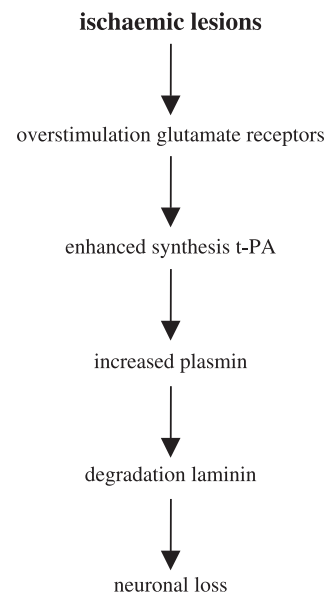 ischaemic lesions
overstimulation glutamate receptors
enhanced synthesis t-PA
increased plasmin
degradation laminin
neuronal loss